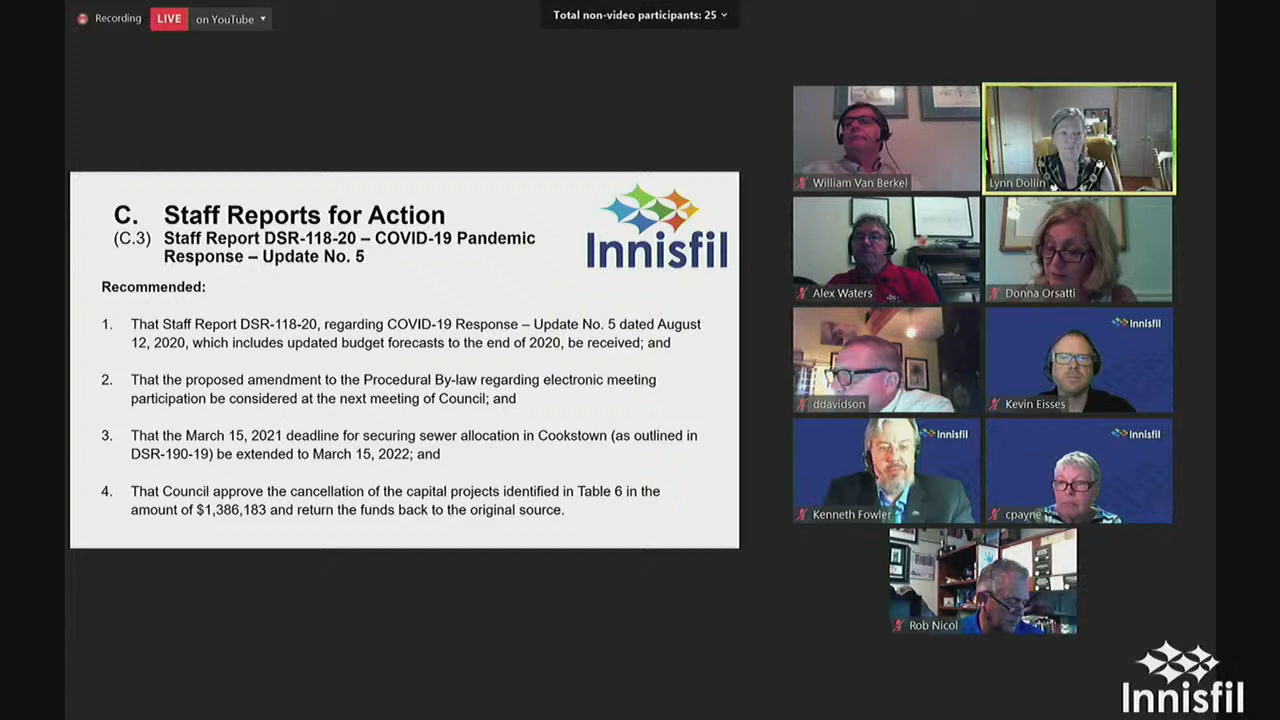 Recording
LIVE on YouTube
Total non-video participants: 25
C. Staff Reports for Action
(C.3) Staff Report DSR-118-20 – COVID-19 Pandemic
Response – Update No. 5
Innisfil
Recommended:
1. That Staff Report DSR-118-20, regarding COVID-19 Response – Update No. 5 dated August
12, 2020, which includes updated budget forecasts to the end of 2020, be received; and
2. That the proposed amendment to the Procedural By-law regarding electronic meeting
participation be considered at the next meeting of Council; and
3. That the March 15, 2021 deadline for securing sewer allocation in Cookstown (as outlined in
DSR-190-19) be extended to March 15, 2022; and
4. That Council approve the cancellation of the capital projects identified in Table 6 in the
amount of $1,386,183 and return the funds back to the original source.
William Van Berkel
Lynn Dollin
Alex Waters
Donna Orsatti
ddavidson
Innisfil
Kevin Eisses
Innisfil
Kenneth Fowler
Innisfil
cpayne
Rob Nicol
Innisfil